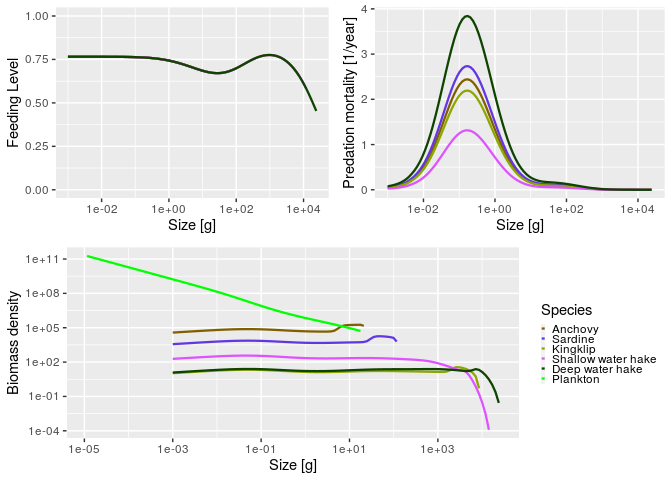 1.00
0.75
0.50
0.25
0.00
Feeding Level
1e-02
1e+00
1e+02
1e+04
Size [g]
4
3
2
1
0
Predation mortality [1/year]
1e-02
1e+00
1e+02
1e+04
Size [g]
1e+11
1e+08
1e+05
1e+02
1e-01
1e-04
Biomass density
1e-05
1e-03
1e-01
1e+01
1e+03
Size [g]
Species
Anchovy
Sardine
Kingklip
Shallow water hake
Deep water hake
Plankton